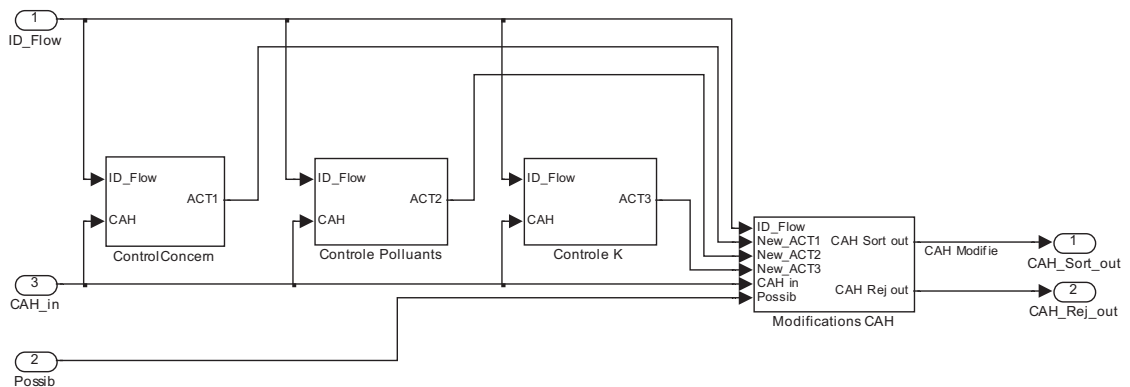 1
ID_Flow
ID_Flow
CAH
ACT1
ControlConcern
ID_Flow
CAH
ACT2
Controle Polluants
ID_Flow
CAH
ACT3
Controle K
ID_Flow
New_ACT1
New_ACT2
New_ACT3
CAH in
Possib
CAH Sort out
CAH Rej out
Modifications CAH
CAH Modifie
1
CAH_Sort_out
2
CAH_Rej_out
3
CAH_in
2
Possib